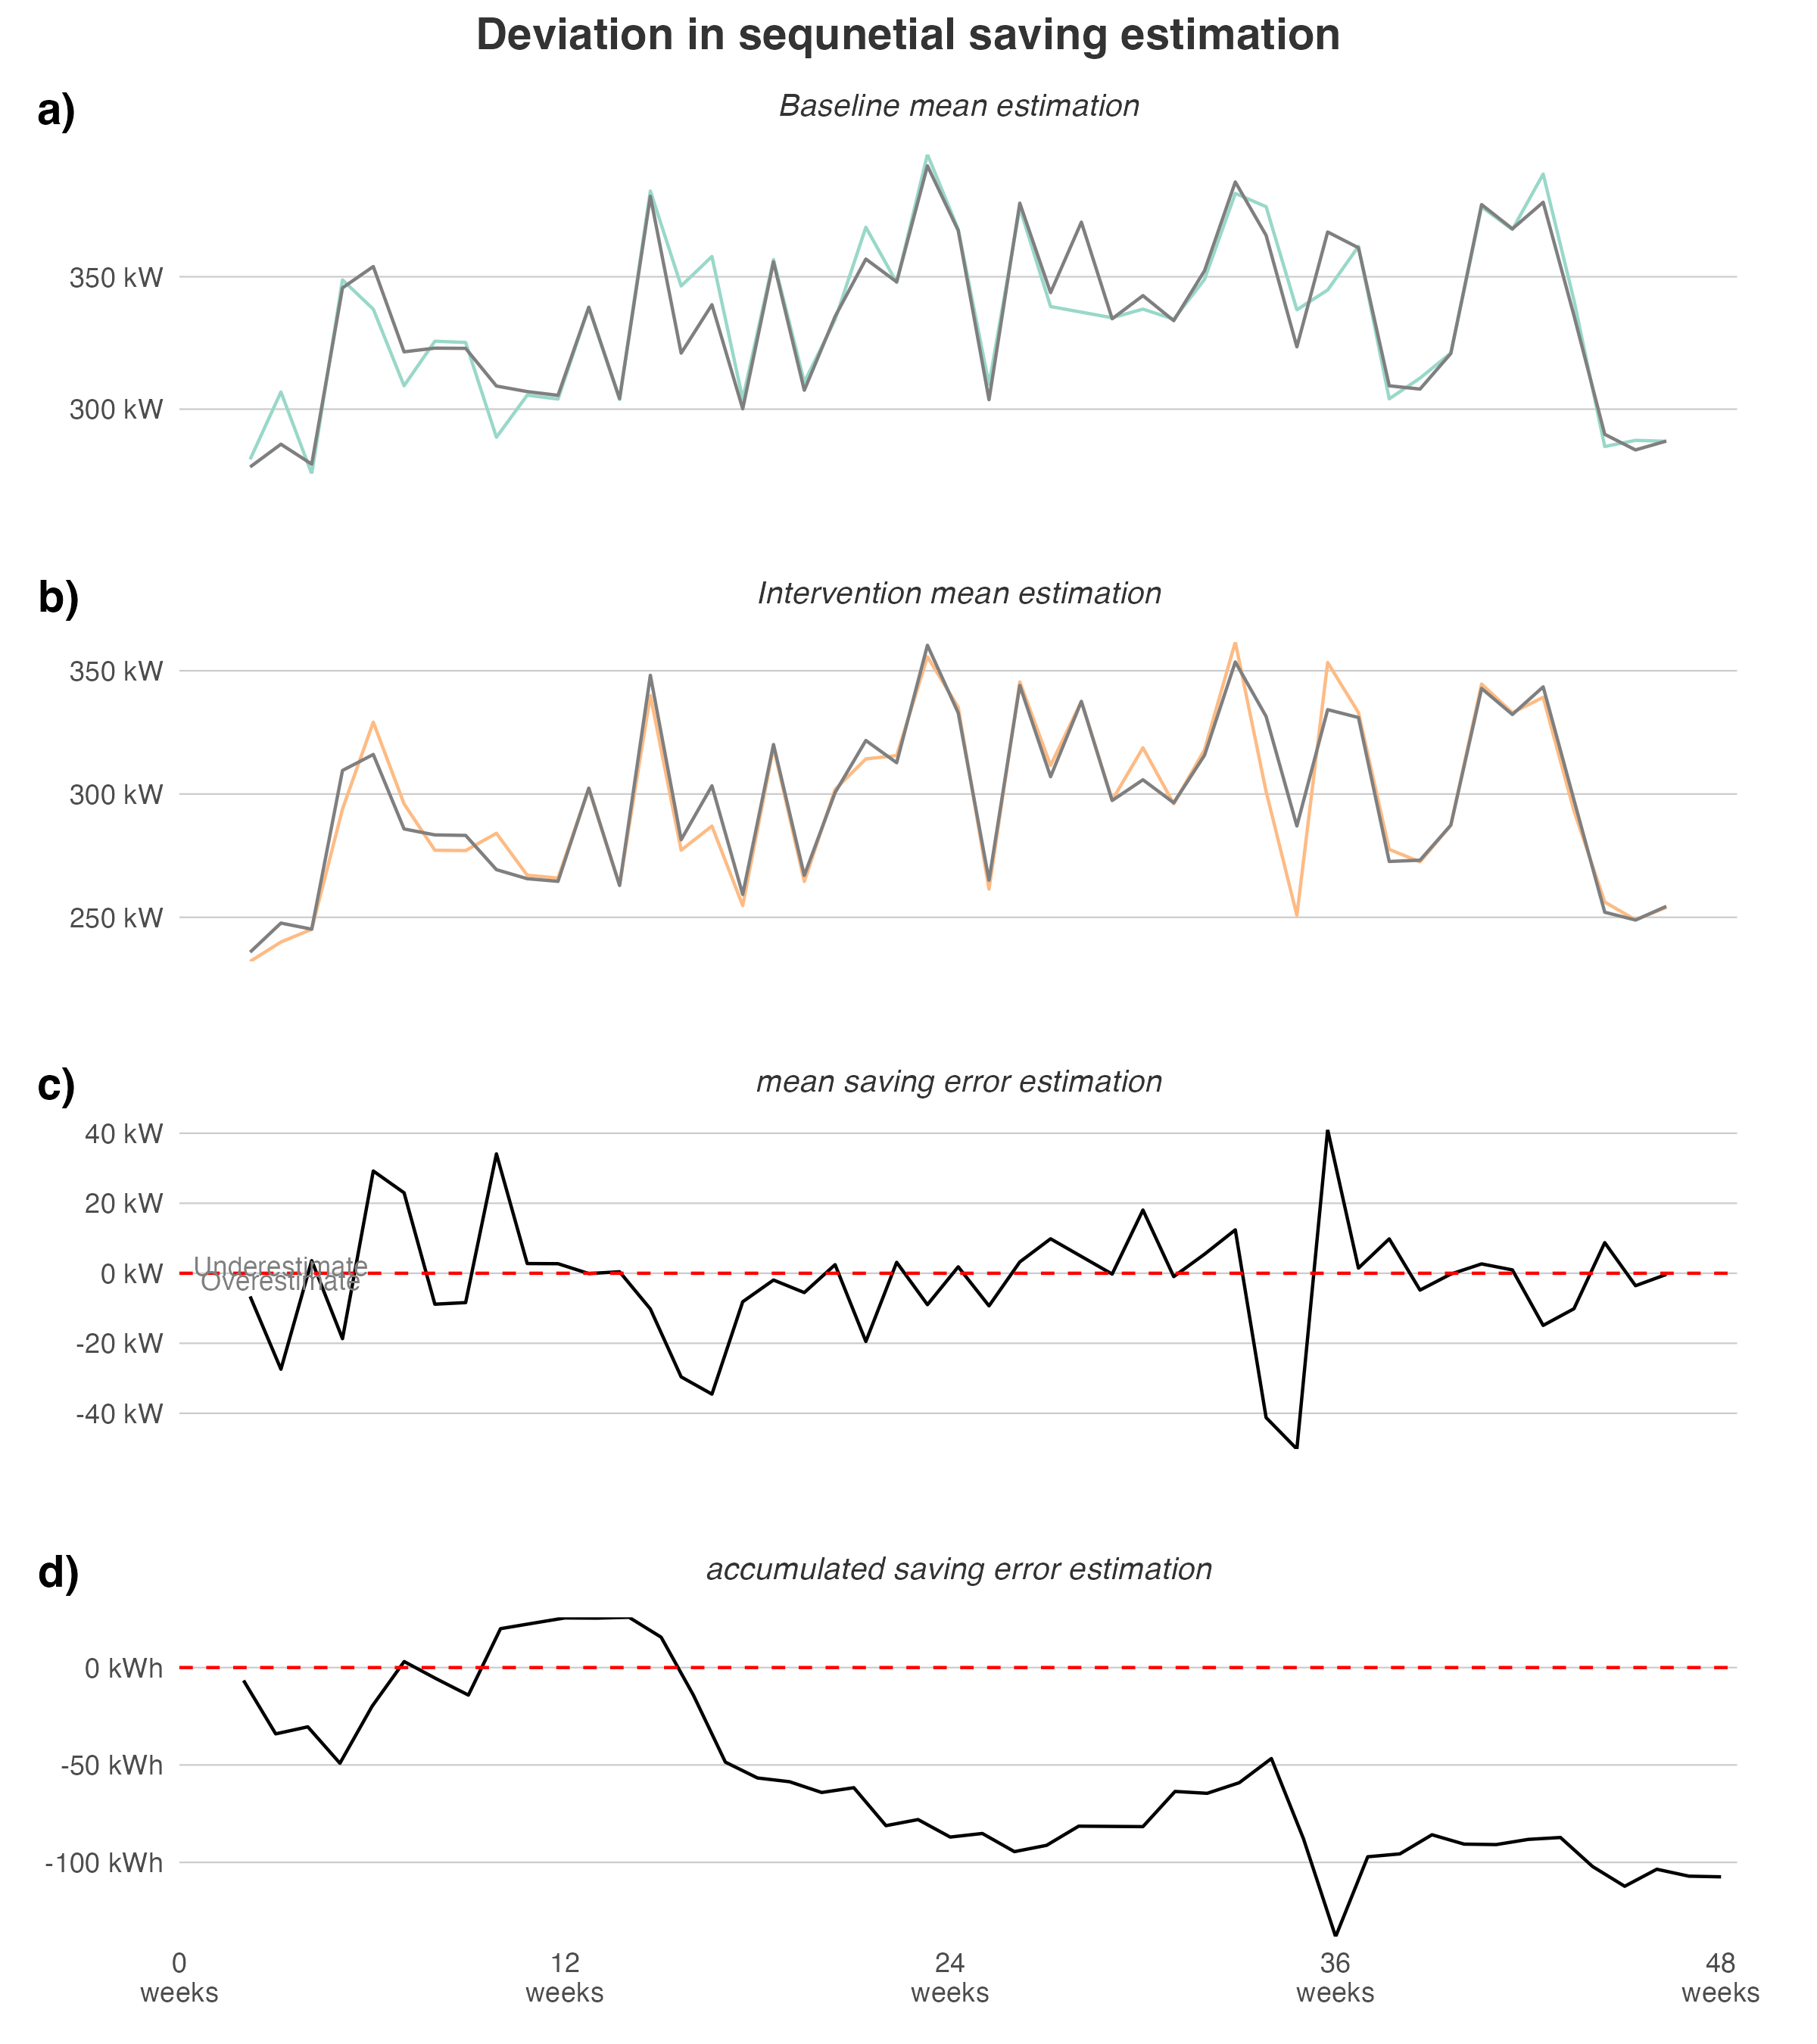 Deviation in sequnetial saving estimation
a)
Baseline mean estimation
350 kW
300 kW
b)
Intervention mean estimation
350 kW
300 kW
250 kW
c)
mean saving error estimation
40 kW
20 kW
Underestimate
0 kW
Overestimate
-20 kW
-40 kW
d)
accumulated saving error estimation
0 kWh
-50 kWh
-100 kWh
0 12 24 36 48
weeks weeks weeks weeks weeks